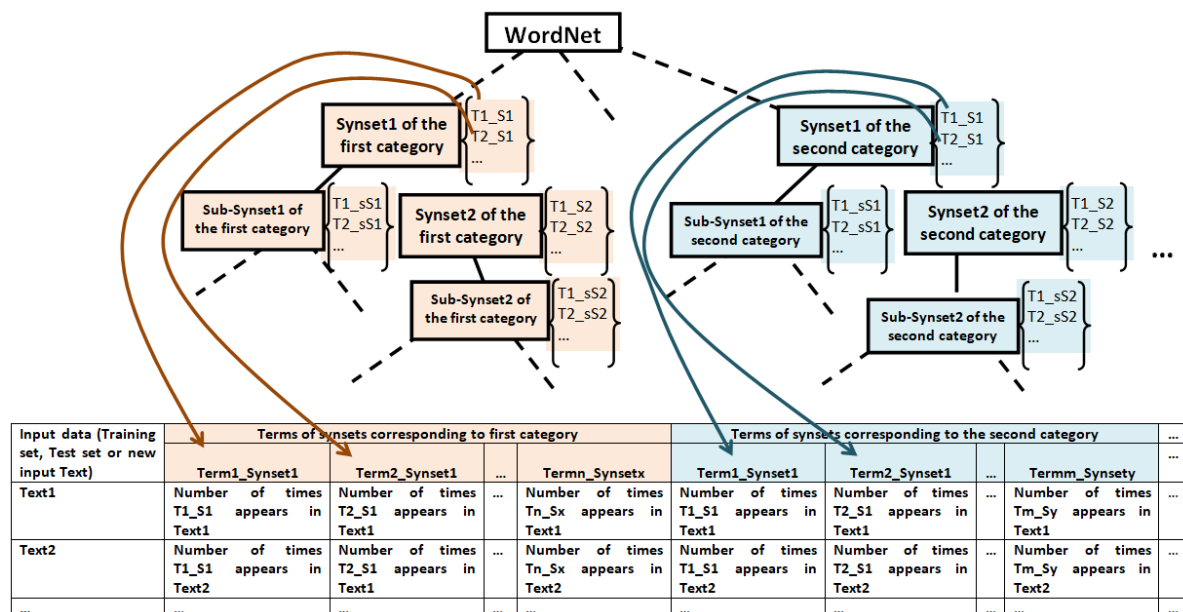 WordNet
Synset1 of the
first category
T1_S1
T2_S1
...
Sub-Synset1 of
the first category
T1_sS1
T2_sS1
...
Synset2 of the
first category
T1_S2
T2_S2
...
Sub-Synset2 of
the first category
T1_sS2
T2_sS2
...
Synset1 of the
second category
T1_S1
T2_S1
...
Sub-Synset1 of the
second category
T1_sS1
T2_sS1
...
Synset2 of the
second category
T1_S2
T2_S2
...
...
Sub-Synset2 of the
second category
T1_sS2
T2_sS2
...
Input data (Training
set, Test set or new
input Text)
Terms of synsets corresponding to first category
Terms of synsets corresponding to the second category
...
Term1_Synset1
Term2_Synset1
...
Termn_Synsetx
Term1_Synset1
Term2_Synset1
...
Termm_Synsety
...
Text1
Number of times
T1_S1 appears in
Text1
Number of times
T2_S1 appears in
Text1
...
Number of times
Tn_Sx appears in
Text1
Number of times
T1_S1 appears in
Text1
Number of times
T2_S1 appears in
Text1
...
Number of times
Tm_Sy appears in
Text1
...
Text2
Number of times
T1_S1 appears in
Text2
Number of times
T2_S1 appears in
Text1
...
Number of times
Tn_Sx appears in
Text2
Number of times
T1_S1 appears in
Text2
Number of times
T2_S1 appears in
Text2
...
Number of times
Tm_Sy appears in
Text2
...
...
...
...
...
...
...
...
...
...
...